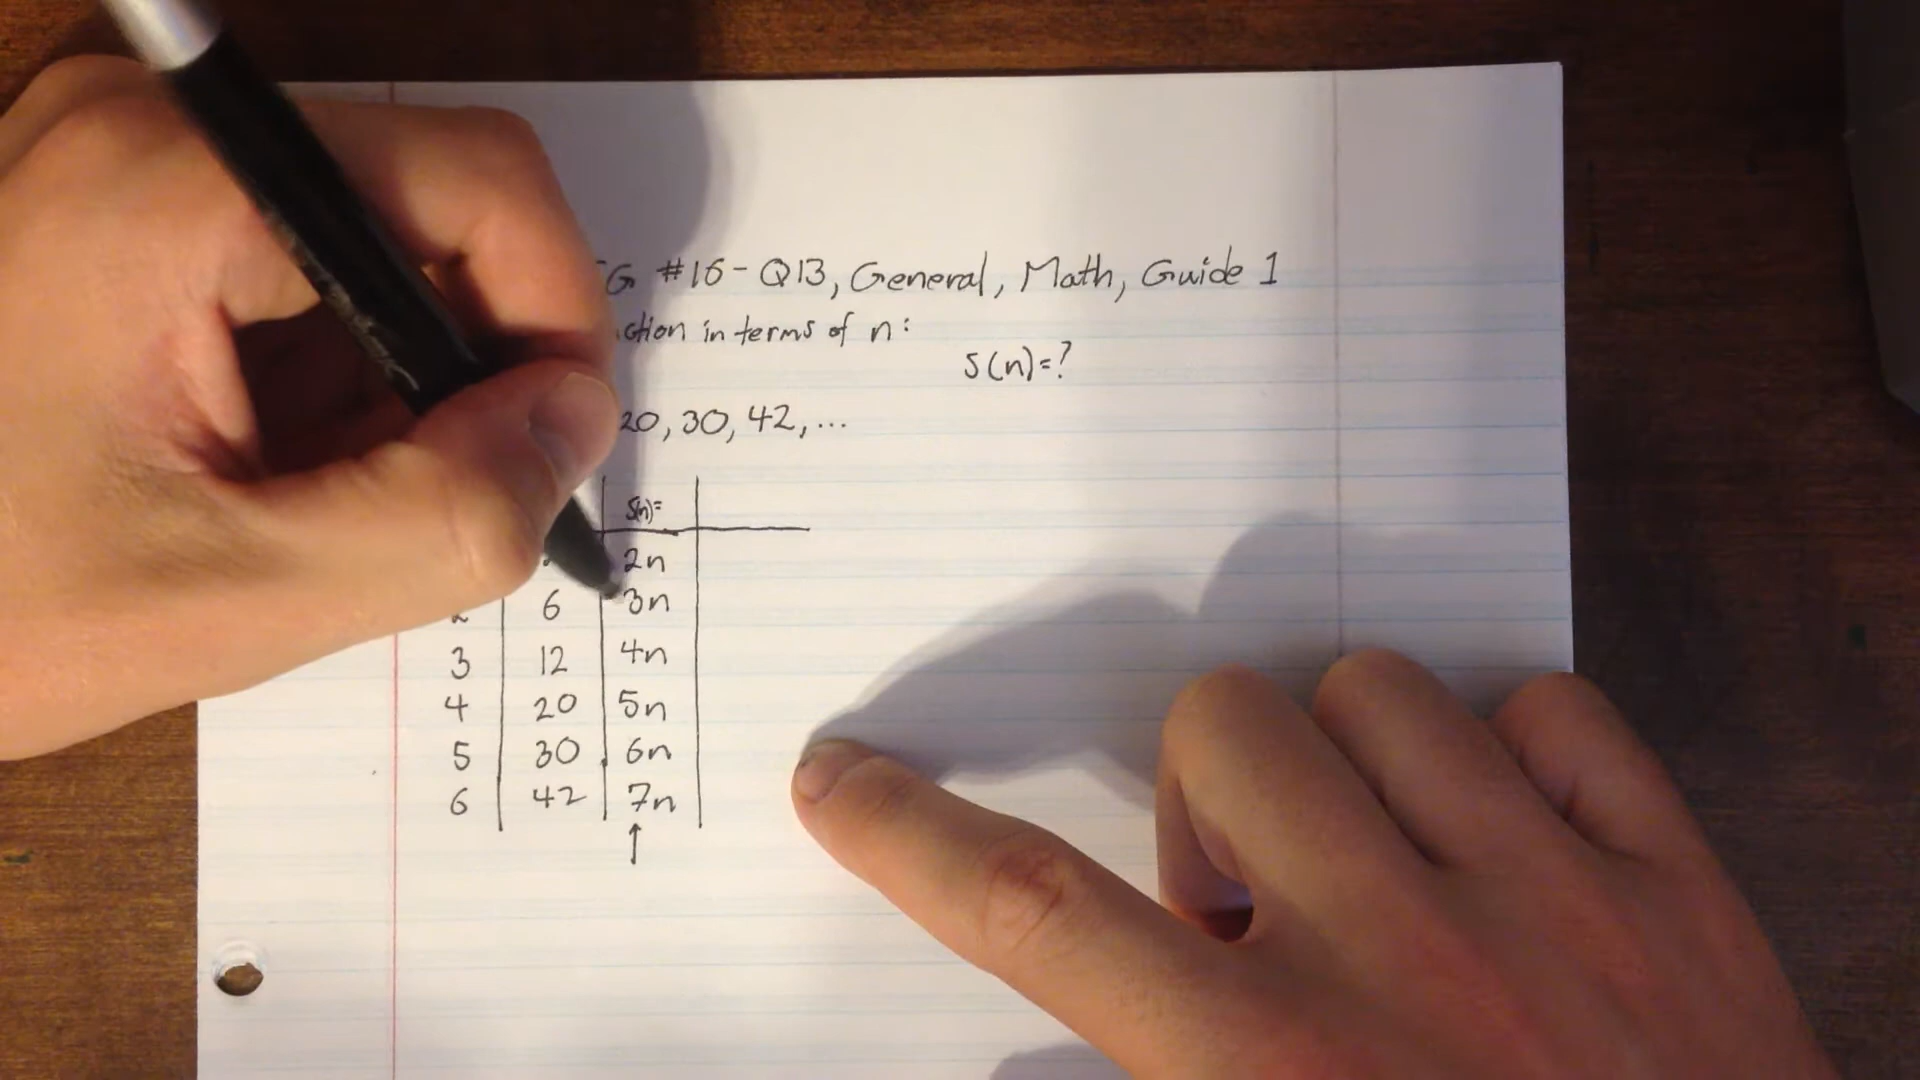 G #16-Q13, General, Math, Guide 1
in terms of n:
S(n)=?
20, 30, 42, ...
S(n)=
2n
2 6 3n
3 12 4n
4 20 5n
5 30 6n
6 42 7n
↑